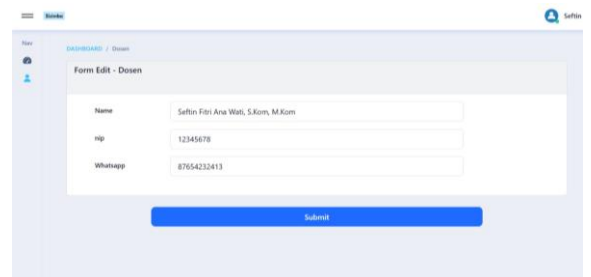 Seftin
Nav
DASHBOARD / Dosen
Form Edit - Dosen
Name
Seftin Fitri Ana Wati, S.Kom, M.Kom
nip
12345678
Whatsapp
87654232413
Submit